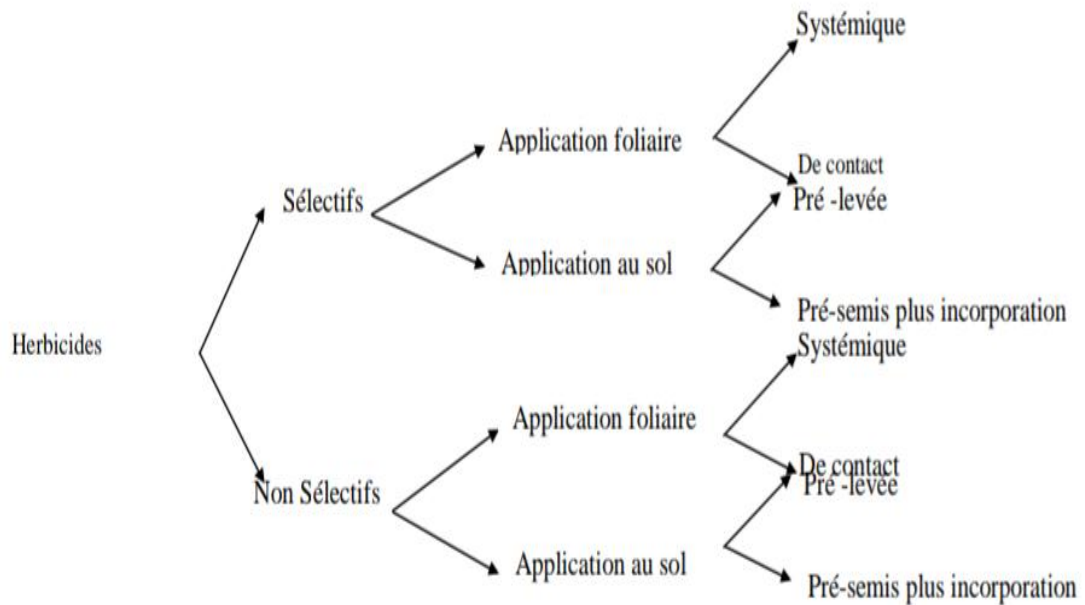 Systémique
Application foliaire
De contact
Sélectifs
Pré -levée
Application au sol
Pré-semis plus incorporation
Herbicides
Systémique
Application foliaire
De contact
Pré -levée
Non Sélectifs
Application au sol
Pré-semis plus incorporation